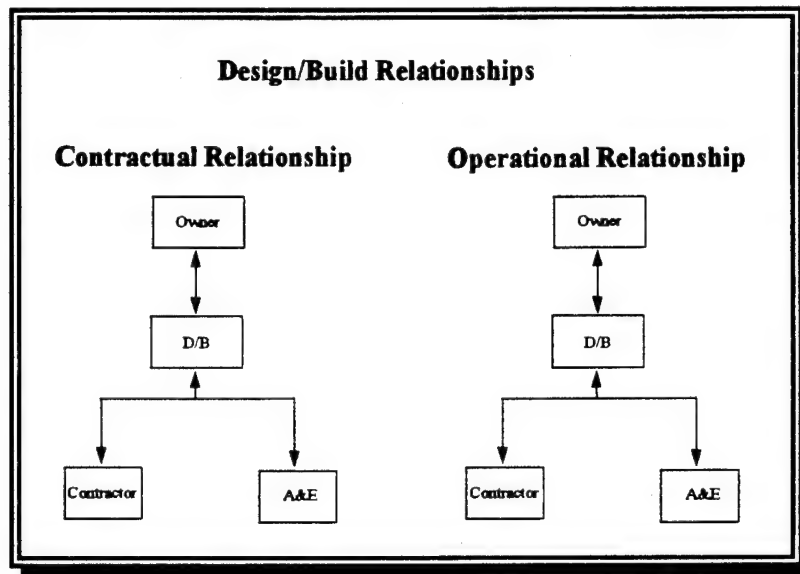 Design/Build Relationships
Contractual Relationship
Owner
D/B
Contractor
A&E
Operational Relationship
Owner
D/B
Contractor
A&E